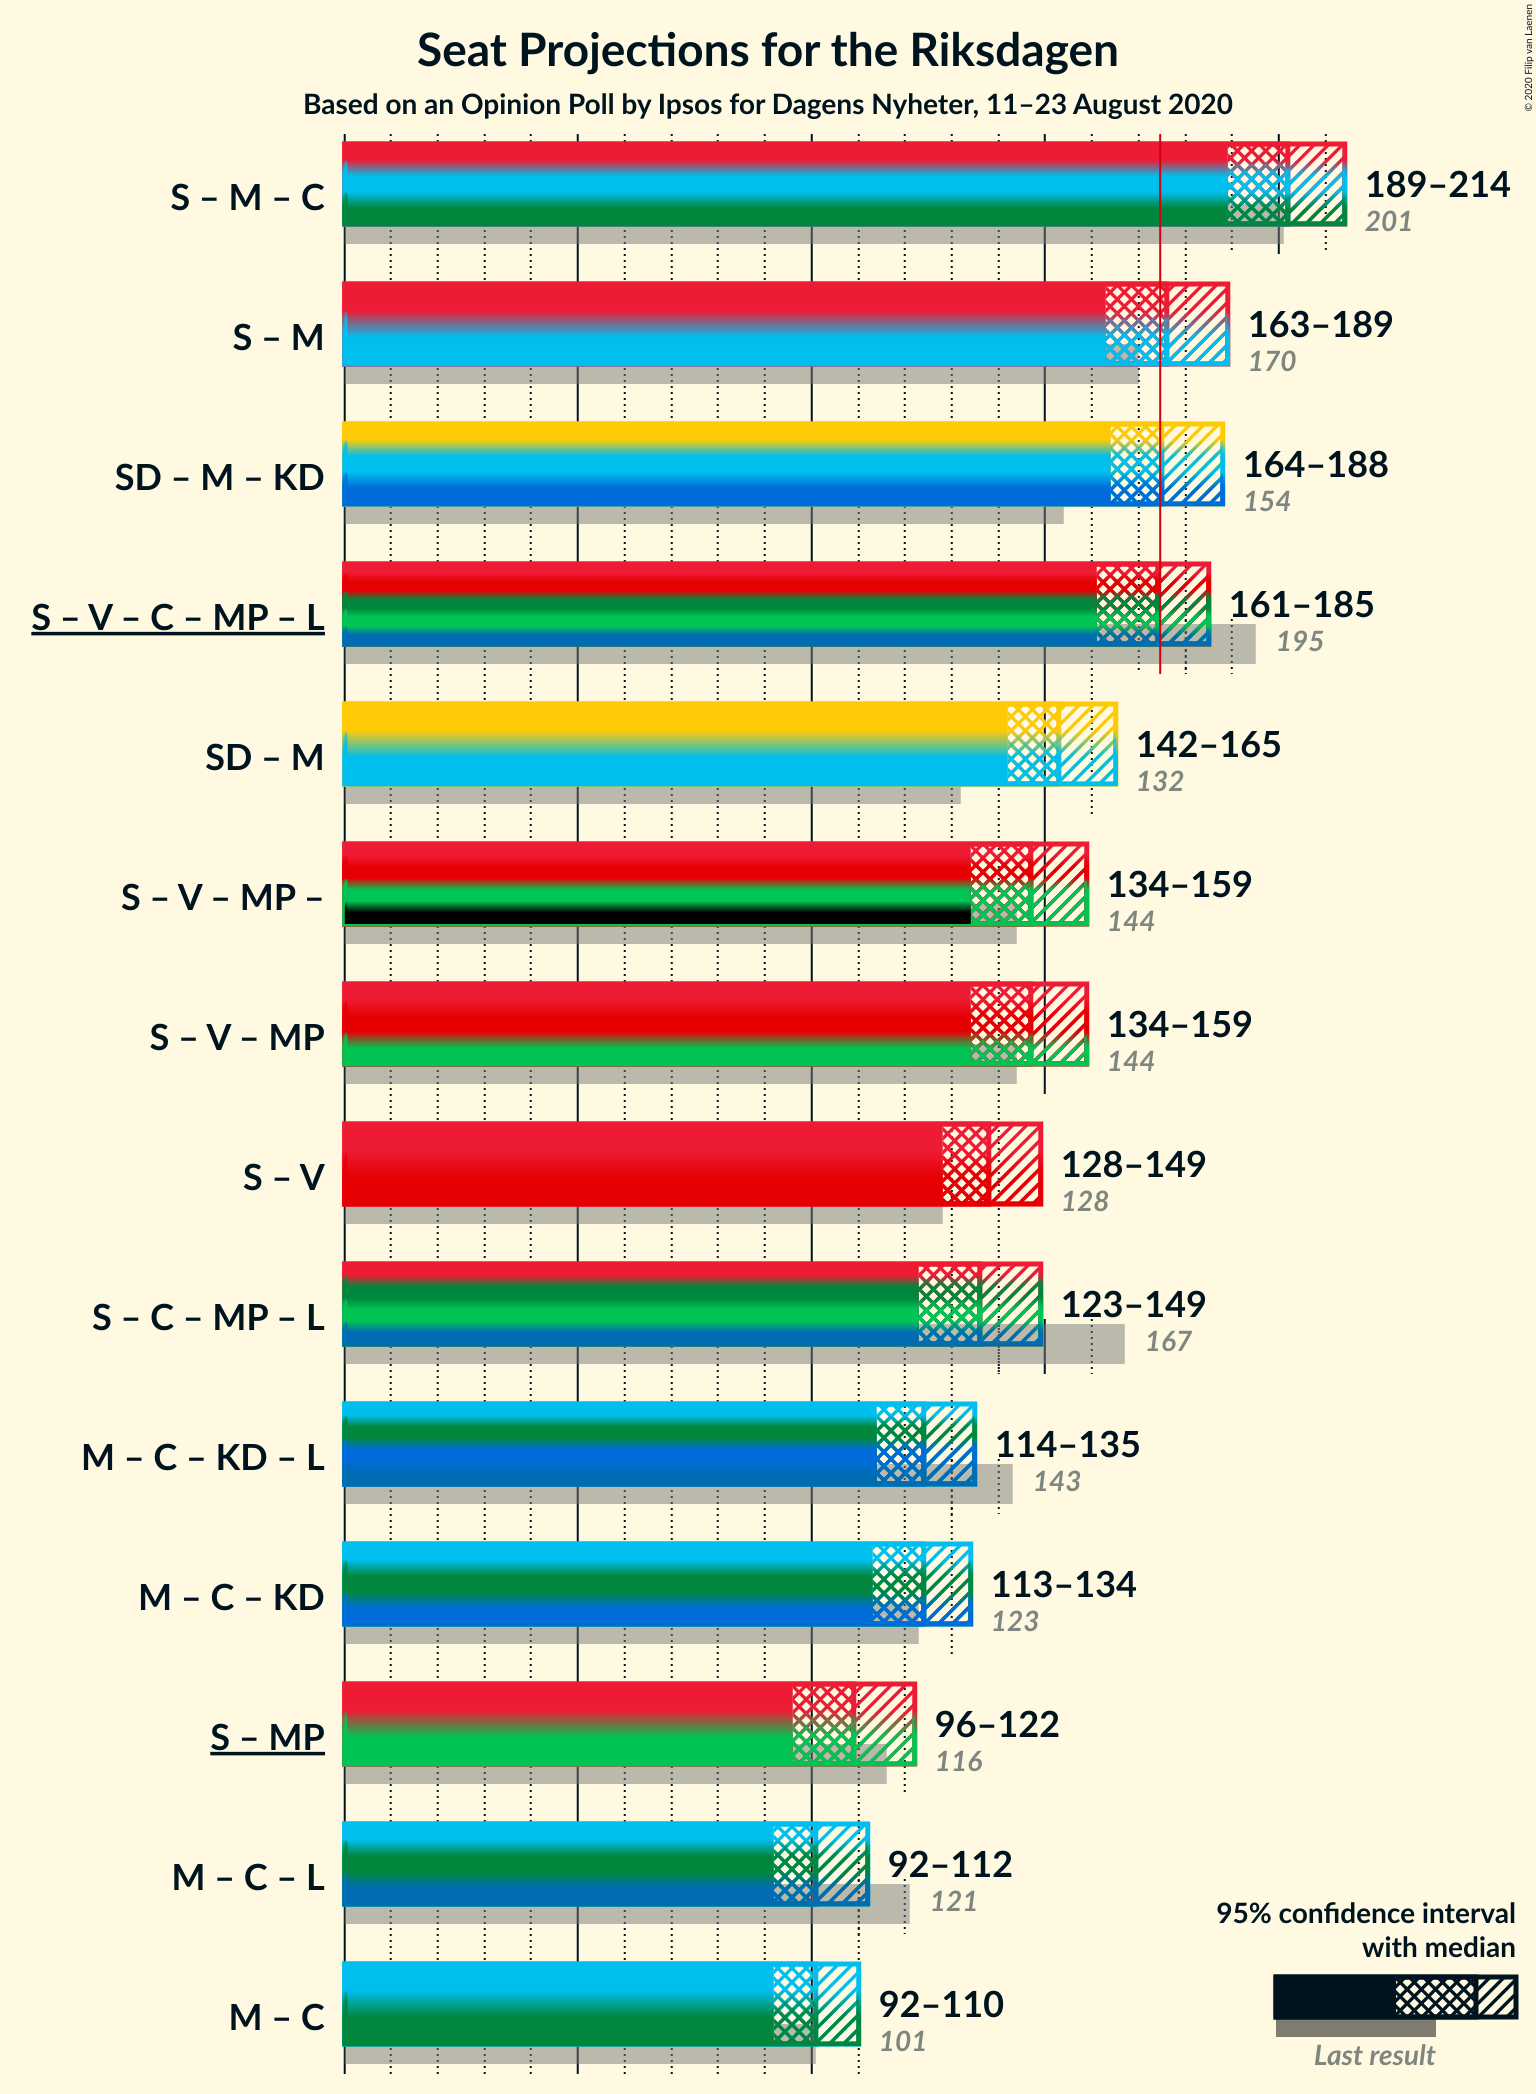 © 2020 Filip van Laenen
Seat Projections for the Riksdagen
Based on an Opinion Poll by Ipsos for Dagens Nyheter, 11–23 August 2020
S – M – C
189–214
201
S – M
163–189
170
SD – M – KD
164–188
154
S – V – C – MP – L
161–185
195
SD – M
142–165
132
S – V – MP –
134–159
144
S – V – MP
134–159
144
S – V
128–149
128
S – C – MP – L
123–149
167
M – C – KD – L
114–135
143
M – C – KD
113–134
123
S – MP
96–122
116
M – C – L
92–112
121
M – C
92–110
101
95% confidence interval
with median
Last result